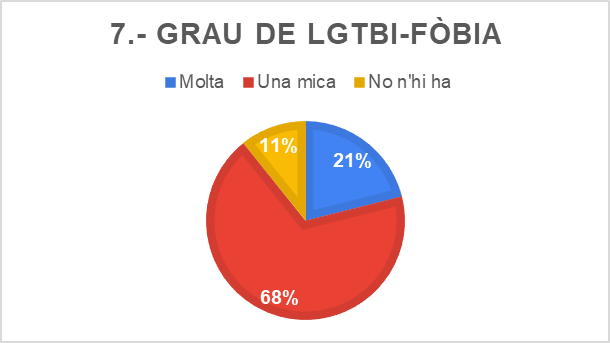 7.- GRAU DE LGTBI-FÒBIA
Molta Una mica No n'hi ha
11%
21%
68%